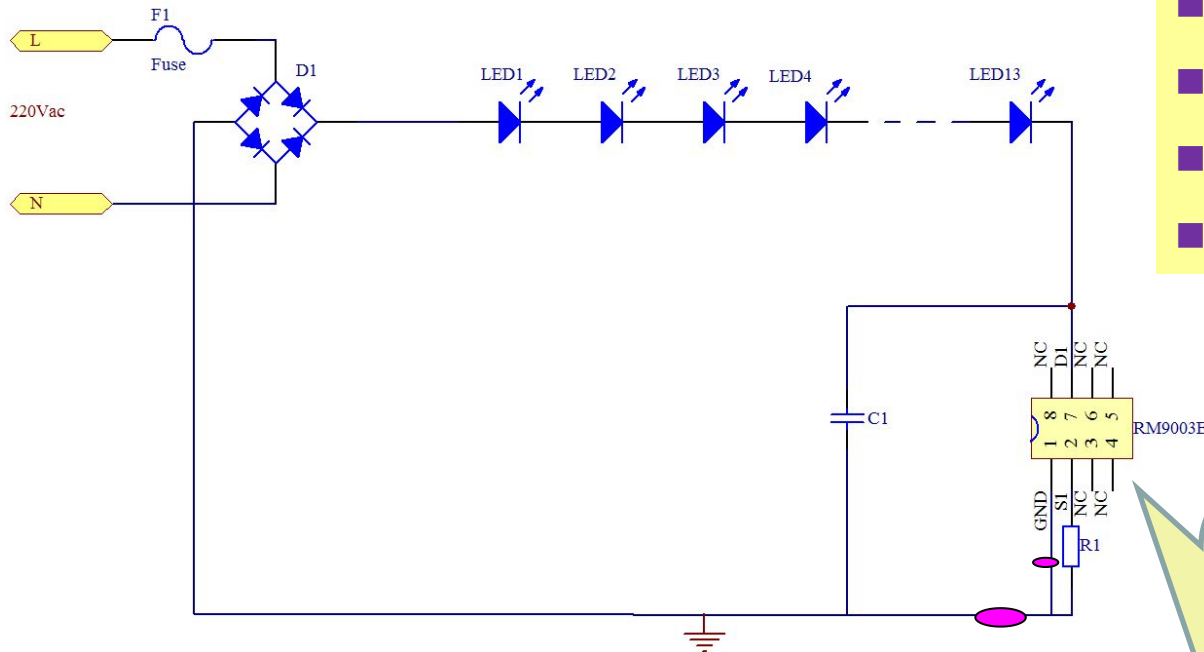 F1
L
Fuse
D1
220Vac
N
LED1 LED2 LED3 LED4 LED13
C1
NC D1 NC NC
8 7 6 5
1 2 3 4
RM9003E
GND S1 NC NC
R1